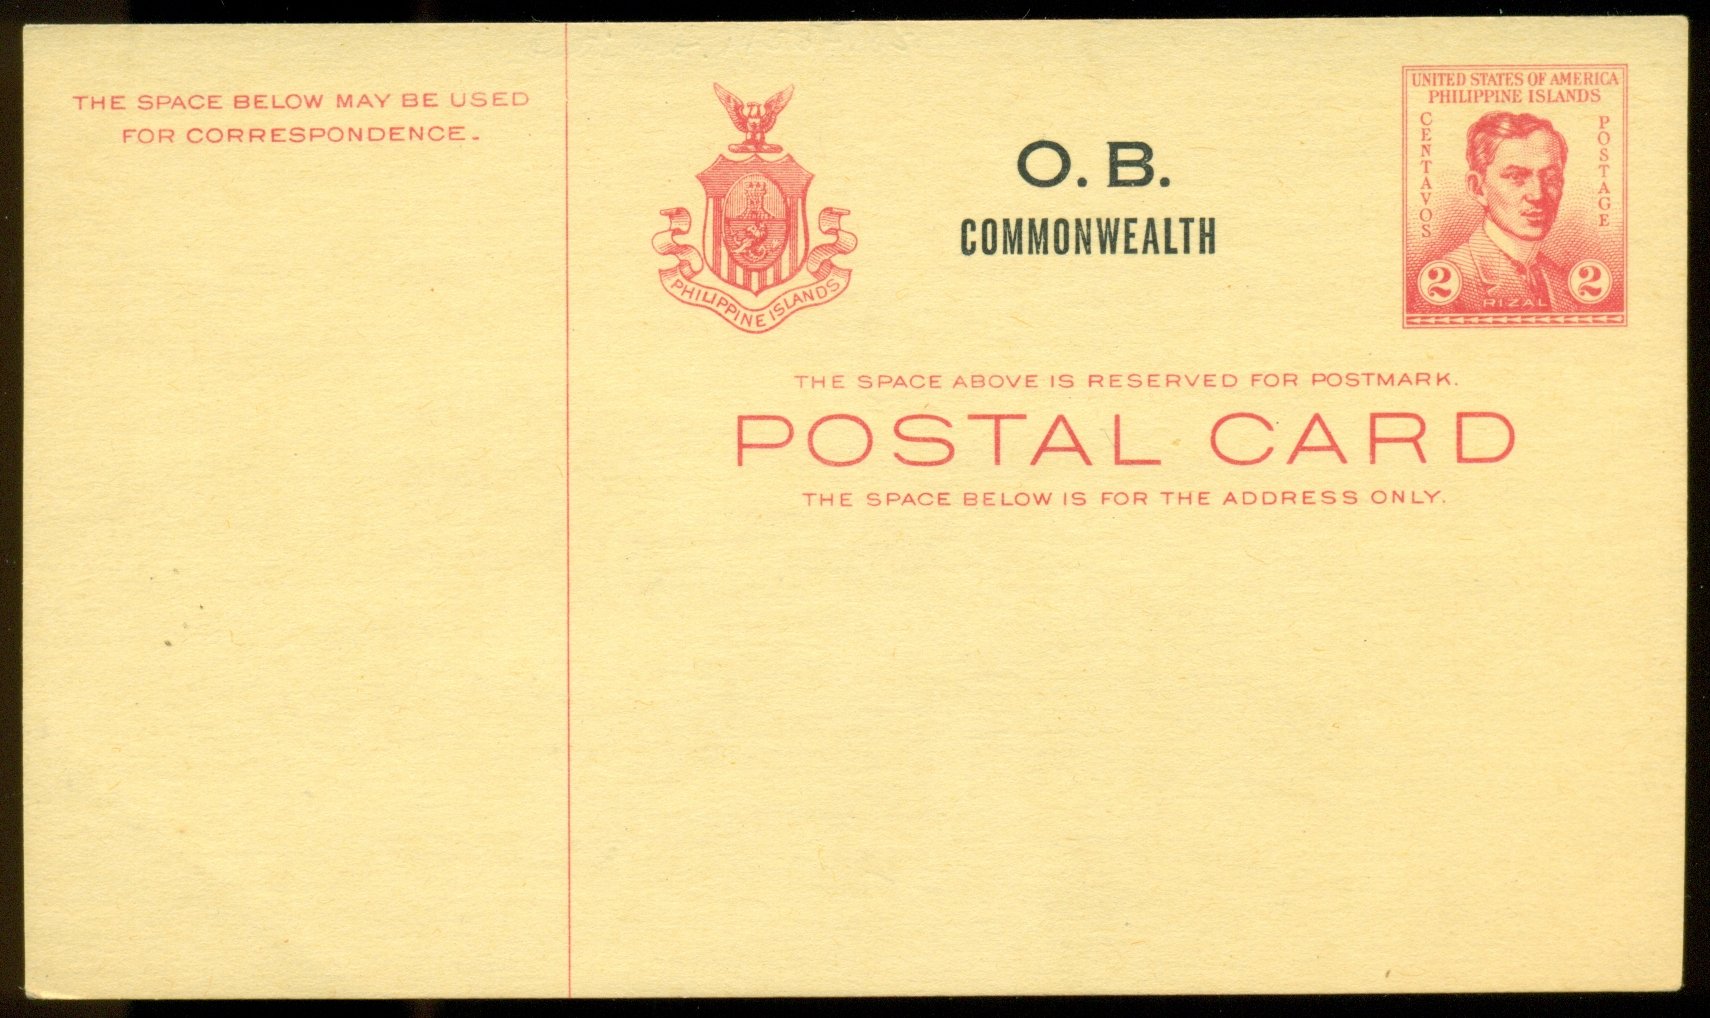 THE SPACE BELOW MAY BE USED
FOR CORRESPONDENCE.
PHILIPPINE ISLANDS
O. B.
COMMONWEALTH
UNITED STATES OF AMERICA
PHILIPPINE ISLANDS
CENTAVOS
POSTAGE
2
RIZAL
2
THE SPACE ABOVE IS RESERVED FOR POSTMARK.
POSTAL CARD
THE SPACE BELOW IS FOR THE ADDRESS ONLY.